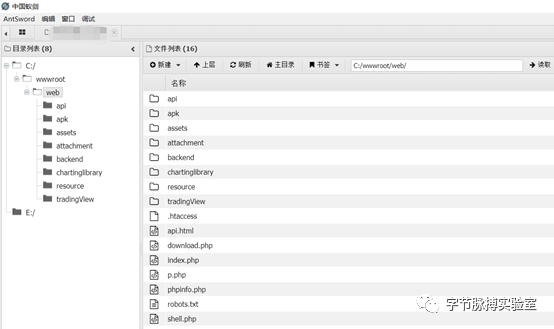 中国蚁剑
AntSword 编辑 窗口 调试
目录列表 (8)
C:/
wwwroot
web
api
apk
assets
attachment
backend
chartinglibrary
resource
tradingView
E:/
文件列表 (16)
新建 上层 刷新 主目录 书签 C:/wwwroot/web/ 读取
名称
api
apk
assets
attachment
backend
chartinglibrary
resource
tradingView
.htaccess
api.html
download.php
index.php
p.php
phpinfo.php
robots.txt
shell.php
字节脉搏实验室